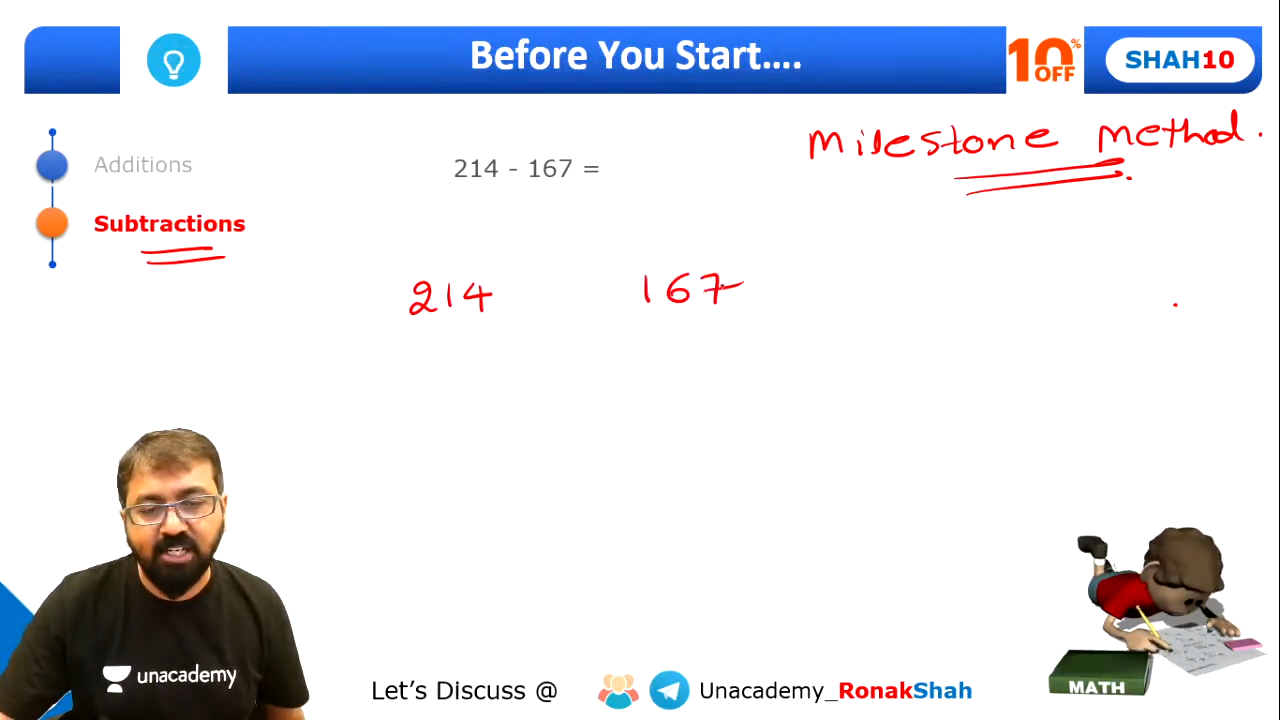 Before You Start....
10% OFF
SHAH10
Milestone Method.
Additions
214 - 167 =
Subtractions
214 167
unacademy
MATH
Let's Discuss @ Unacademy_RonakShah